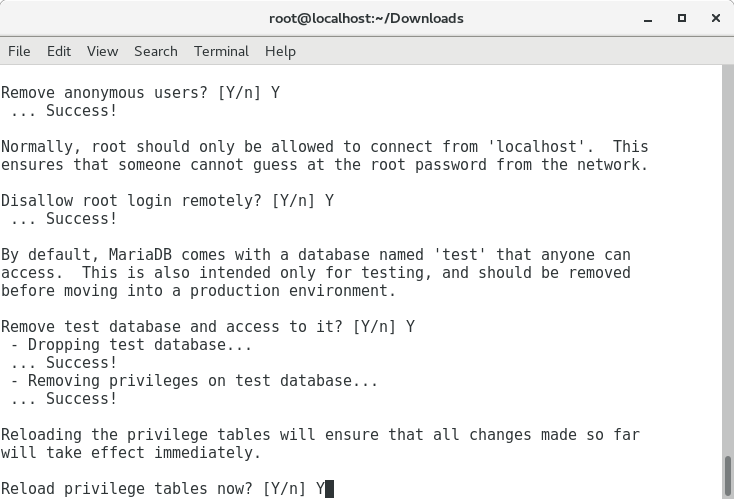 root@localhost:~/Downloads
File Edit View Search Terminal Help
Remove anonymous users? [Y/n] Y
 ... Success!
Normally, root should only be allowed to connect from 'localhost'.  This
ensures that someone cannot guess at the root password from the network.
Disallow root login remotely? [Y/n] Y
 ... Success!
By default, MariaDB comes with a database named 'test' that anyone can
access.  This is also intended only for testing, and should be removed
before moving into a production environment.
Remove test database and access to it? [Y/n] Y
 - Dropping test database...
 ... Success!
 - Removing privileges on test database...
 ... Success!
Reloading the privilege tables will ensure that all changes made so far
will take effect immediately.
Reload privilege tables now? [Y/n] Y